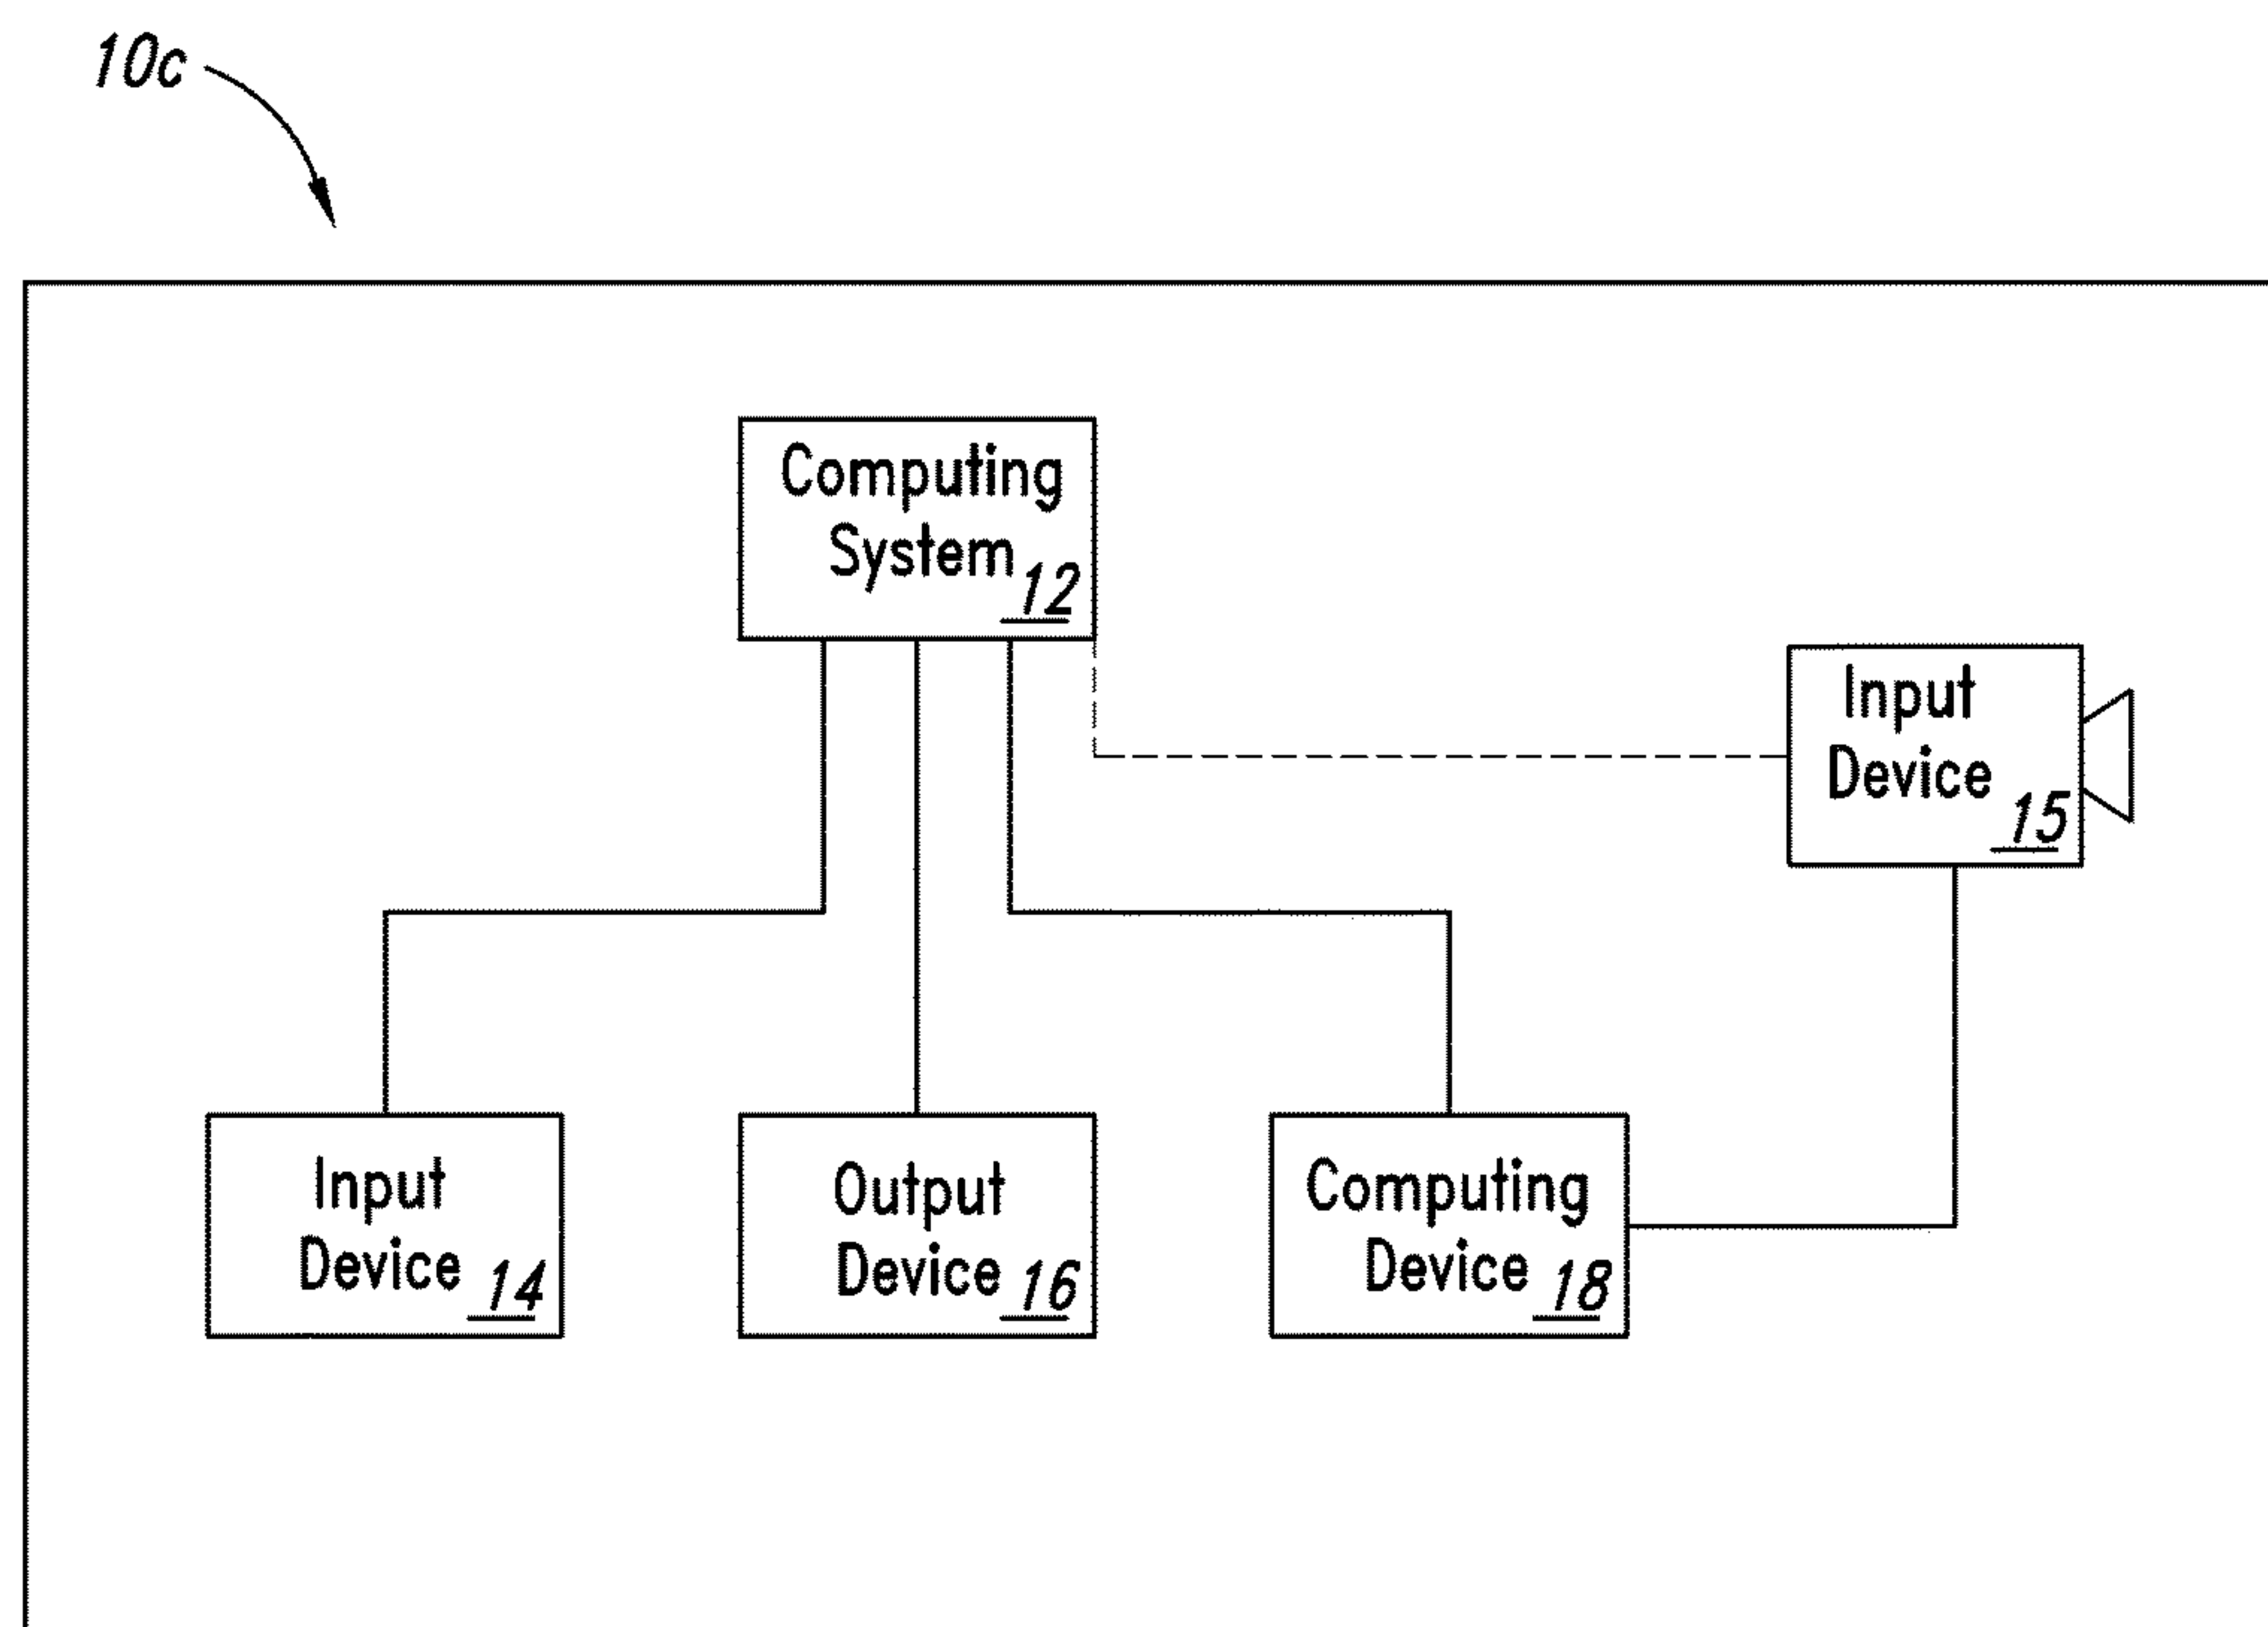 10c
Computing
System 12
Input
Device 15
Input
Device 14
Output
Device 16
Computing
Device 18